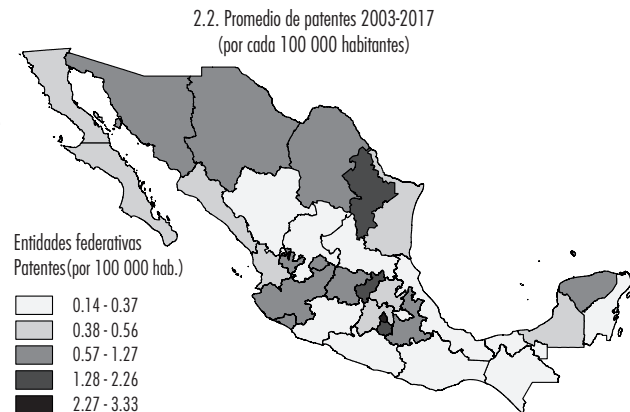 2.2. Promedio de patentes 2003-2017
(por cada 100 000 habitantes)
Entidades federativas
Patentes(por 100 000 hab.)
0.14 - 0.37
0.38 - 0.56
0.57 - 1.27
1.28 - 2.26
2.27 - 3.33